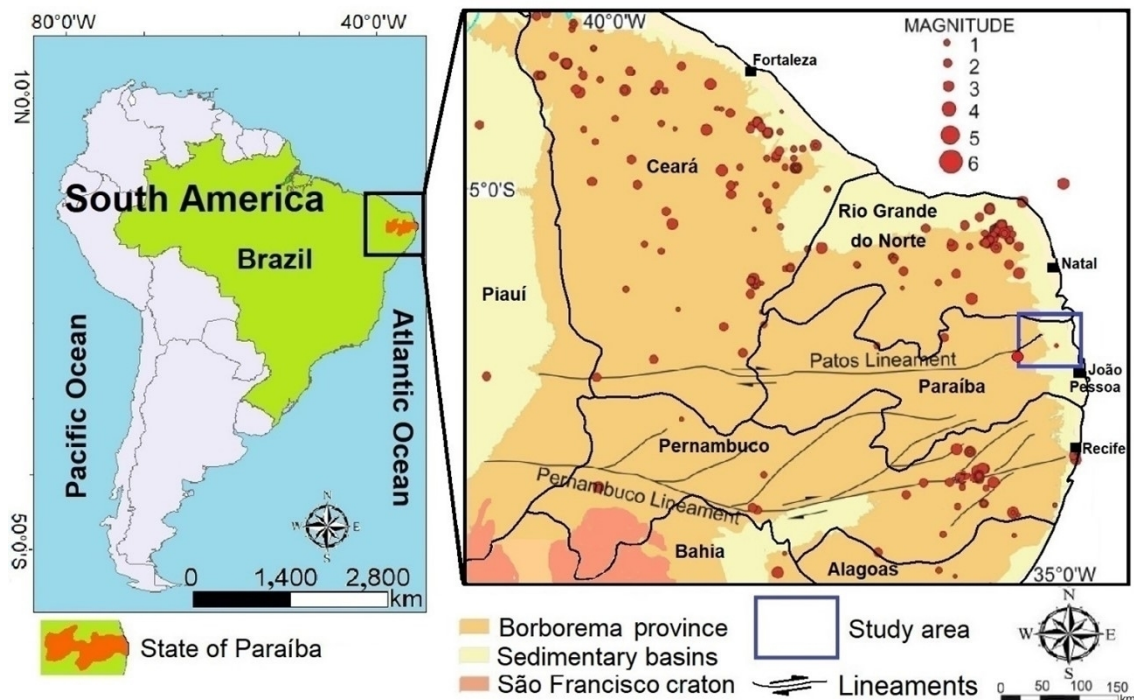 80°0'0"W
40°0'0"W
10°0'N
50°0'S
South America
Brazil
Pacific Ocean
Atlantic Ocean
N
W
E
S
0
1,400
2,800
km
State of Paraíba
40°0'W
MAGNITUDE
1
2
3
4
5
6
Fortaleza
Ceará
5°0'S
Rio Grande
do Norte
Natal
Piauí
Patos Lineament
João
Pessoa
Paraíba
Pernambuco
Recife
Pernambuco Lineament
Bahia
Alagoas
35°0'W
Borborema province
Sedimentary basins
São Francisco craton
Study area
Lineaments
N
W
E
S
0
50
100
150
km